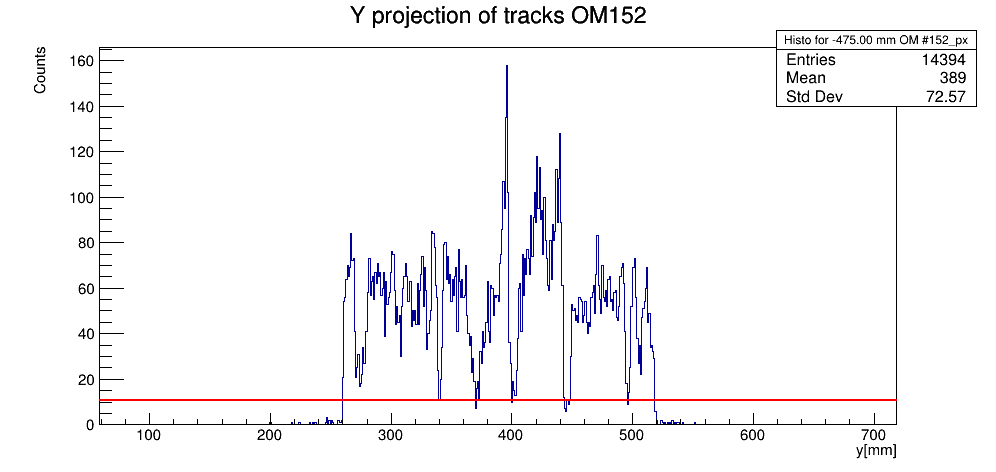 Y projection of tracks OM152
Histo for -475.00 mm OM #152_px
Entries 14394
Mean 389
Std Dev 72.57
Counts
160
140
120
100
80
60
40
20
0
100 200 300 400 500 600 700
y[mm]